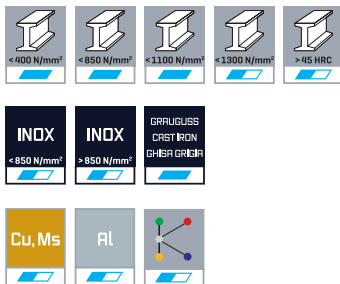 <400 N/mm² <850 N/mm² <1100 N/mm² <1300 N/mm² >45 HRC
INOX INOX GRAUGUSS
CAST IRON
GHISA GRIGIA
<850 N/mm² >850 N/mm²
Cu,Ms Al